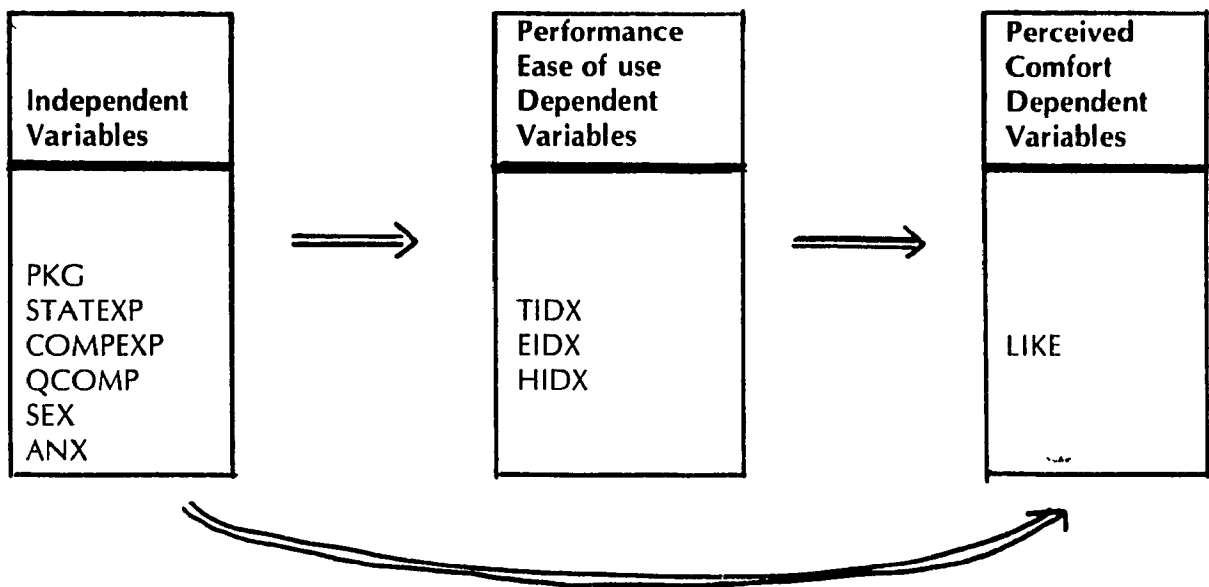 Independent
Variables
PKG
STATEXP
COMPEXP
QCOMP
SEX
ANX
Performance
Ease of use
Dependent
Variables
TIDX
EIDX
HIDX
Perceived
Comfort
Dependent
Variables
LIKE